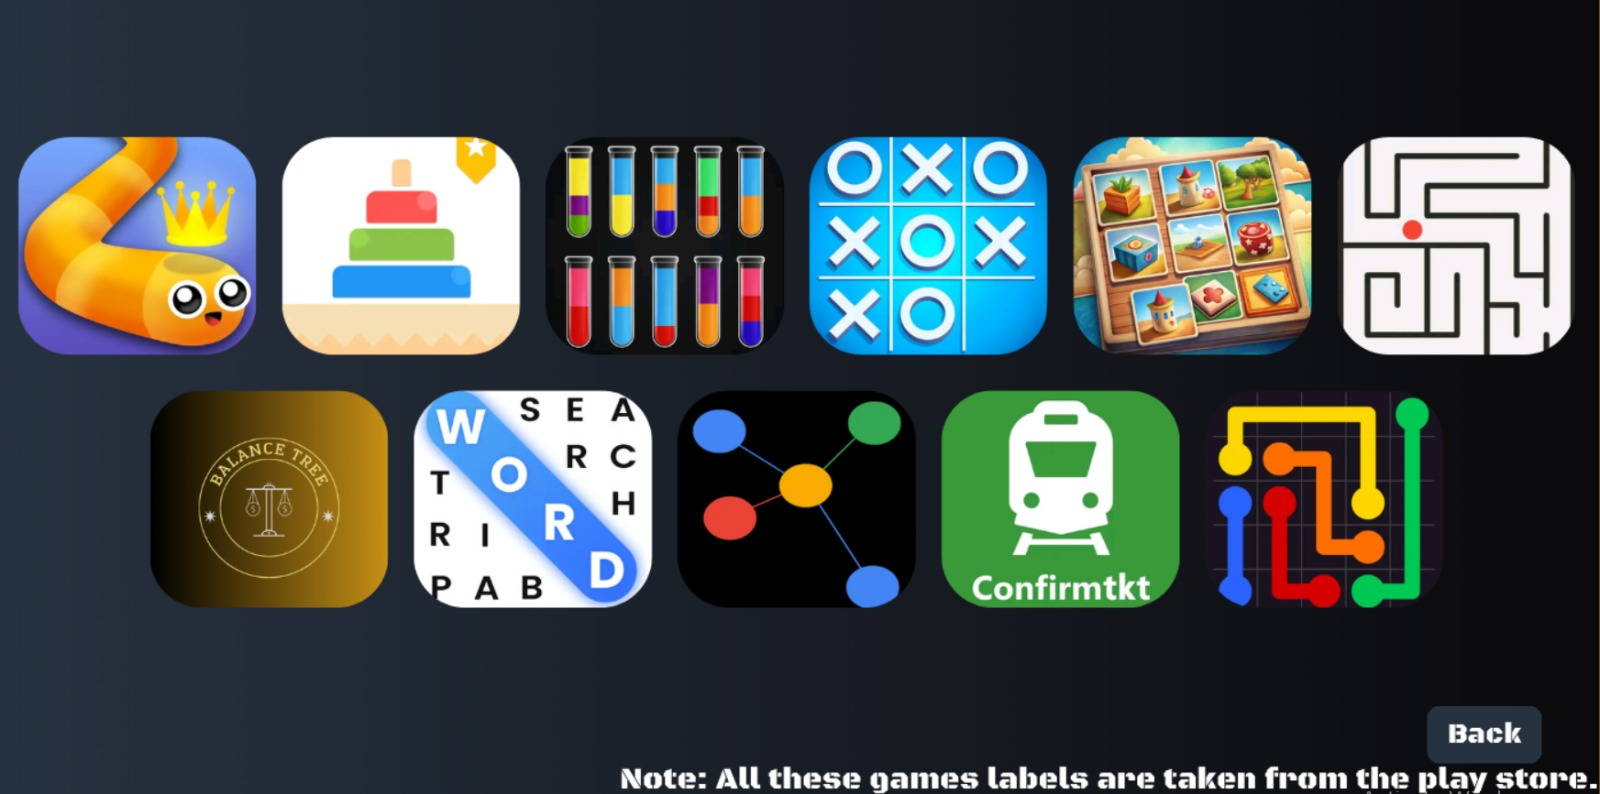 O X O
X O X
X O
BALANCE TREE
W S E A
O R C
T H
R I R
P A B D
Confirmtkt
Back
Note: All these games labels are taken from the play store.